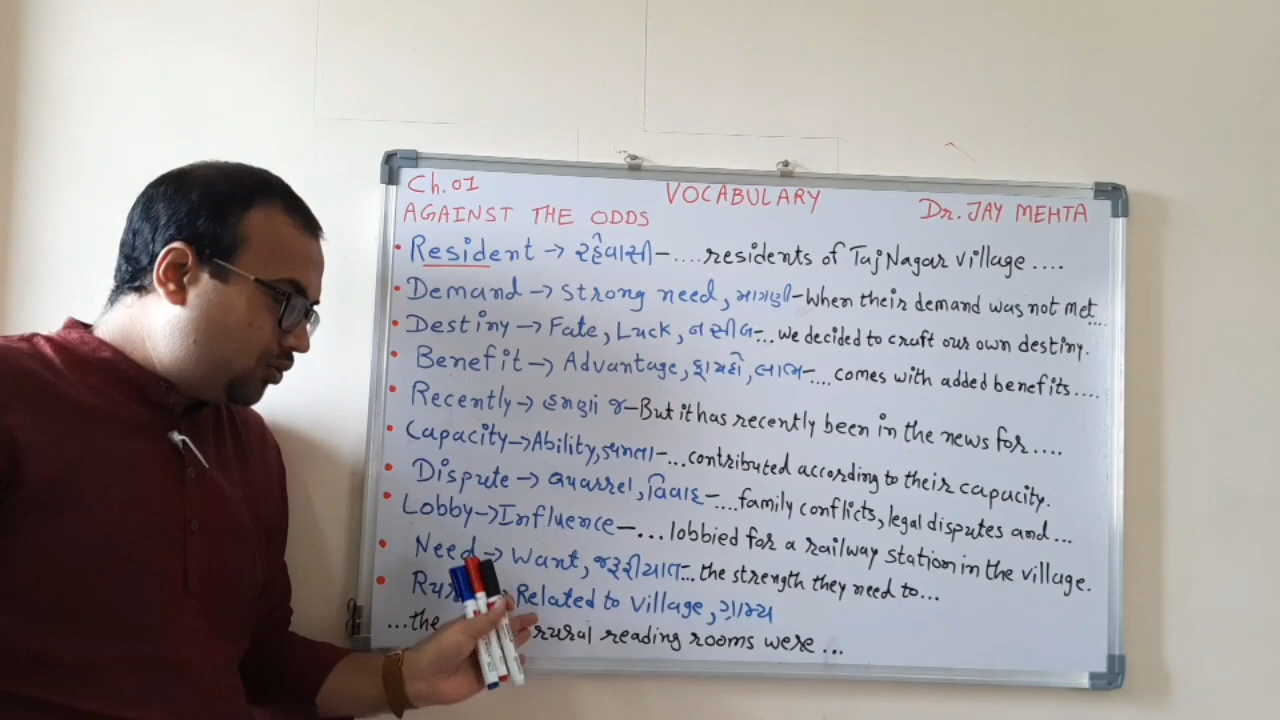 Ch. 01
VOCABULARY
Dr. JAY MEHTA
AGAINST THE ODDS
• Resident → રહેવાસી - .... residents of Taj Nagar village ....
• Demand → Strong need, માગણી - When their demand was not met ....
• Destiny → Fate, Luck, નસીબ - ... we decided to craft our own destiny.
• Benefit → Advantage, ફાયદો, લાભ - .... comes with added benefits ....
• Recently → હમણાં જ - But it has recently been in the news for ....
• Capacity → Ability, ક્ષમતા - ... contributed according to their capacity.
• Dispute → Quarrel, વિવાદ - .... family conflicts, legal disputes and ...
• Lobby → Influence - ... lobbied for a railway station in the village.
• Need → Want, જરૂરીયાત - ... the strength they need to ...
• Related to village, ગ્રામ્ય
... the rural reading rooms were ...